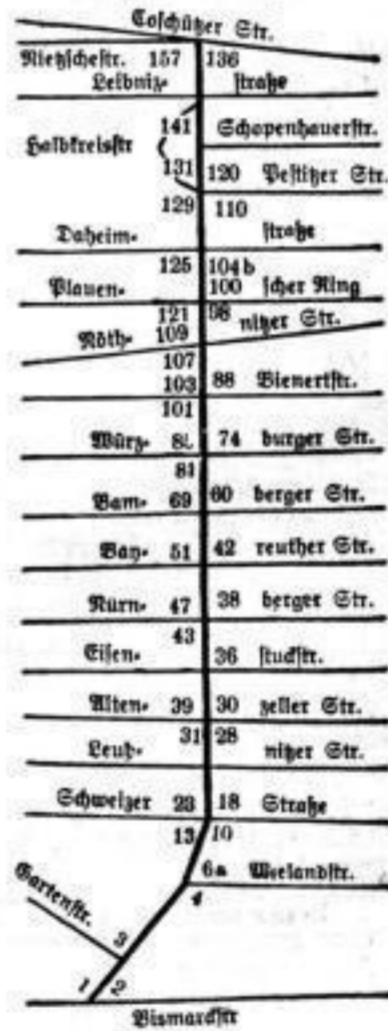 Coschützer Str.
Nietzschestr. 157 136
Leibniz- straße
141 Schopenhauerstr.
Halbkreisstr
131 120 Pestitzer Str.
129 110
Daheim- straße
125 104b
Plauen- 100 scher Ring
121 98 nitzer Str.
Nöth- 109
107
103 88 Bienertstr.
101
Würz- 74 burger Str.
81
Bam- 69 60 berger Str.
Bay- 51 42 reuther Str.
Nürn- 47 38 berger Str.
43
Eisen- 36 stuckstr.
Alten- 39 30 zeller Str.
31 28
Leub- nitzer Str.
Schweizer 23 18 Straße
13 10
6a Wielandstr.
4
Gartenstr.
3
1 2
Bismarckstr